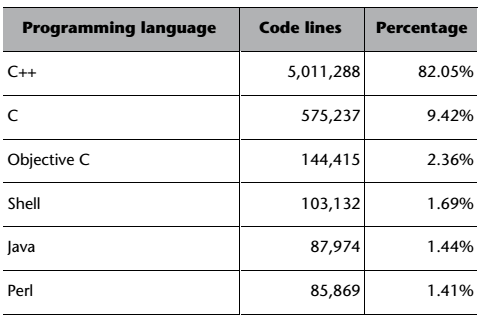 Programming language Code lines Percentage
C++ 5,011,288 82.05%
C 575,237 9.42%
Objective C 144,415 2.36%
Shell 103,132 1.69%
Java 87,974 1.44%
Perl 85,869 1.41%